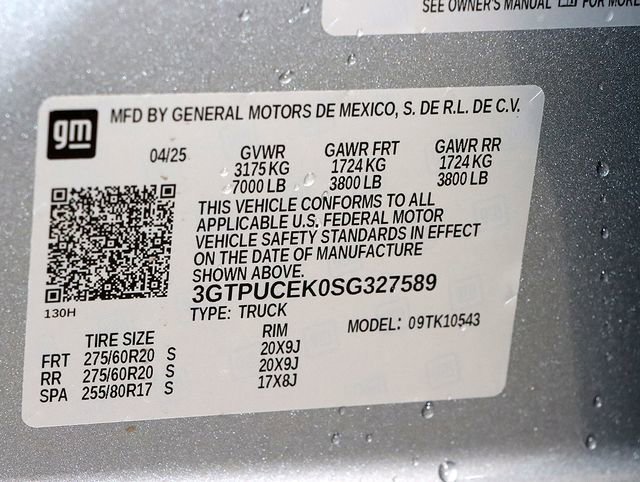 SEE OWNER'S MANUAL FOR MORE
gm
MFD BY GENERAL MOTORS DE MEXICO, S. DE R.L. DE C.V.
04/25 GVWR GAWR FRT GAWR RR
3175 KG 1724 KG 1724 KG
7000 LB 3800 LB 3800 LB
THIS VEHICLE CONFORMS TO ALL
APPLICABLE U.S. FEDERAL MOTOR
VEHICLE SAFETY STANDARDS IN EFFECT
ON THE DATE OF MANUFACTURE
SHOWN ABOVE.
3GTPUCEK0SG327589
130H
TYPE: TRUCK
MODEL: 09TK10543
TIRE SIZE RIM
FRT 275/60R20 S 20X9J
RR 275/60R20 S 20X9J
SPA 255/80R17 S 17X8J